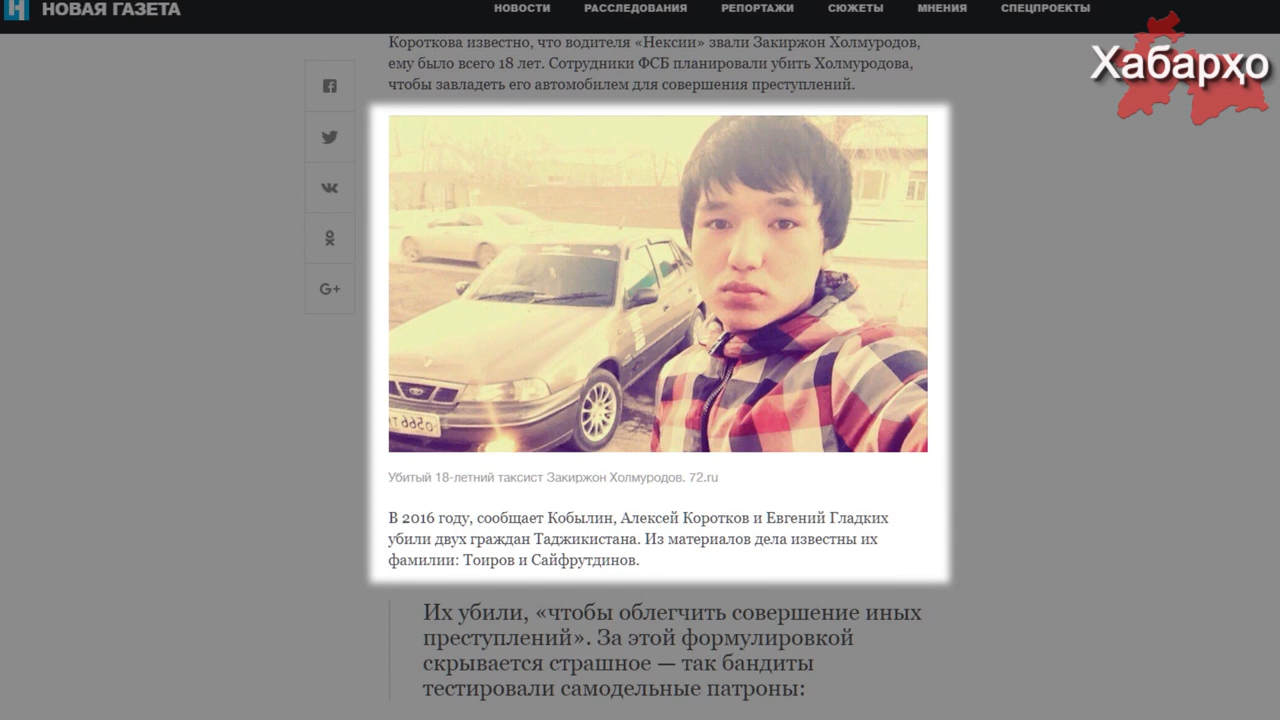 НОВАЯ ГАЗЕТА
НОВОСТИ РАССЛЕДОВАНИЯ РЕПОРТАЖИ СЮЖЕТЫ МНЕНИЯ СПЕЦПРОЕКТЫ
Хабарҳо
Короткова известно, что водителя «Нексии» звали Закиржон Холмуродов,
ему было всего 18 лет. Сотрудники ФСБ планировали убить Холмуродова,
чтобы завладеть его автомобилем для совершения преступлений.
G+
Убитый 18-летний таксист Закиржон Холмуродов. 72.ru
В 2016 году, сообщает Кобылин, Алексей Коротков и Евгений Гладких
убили двух граждан Таджикистана. Из материалов дела известны их
фамилии: Тоиров и Сайфрутдинов.
Их убили, «чтобы облегчить совершение иных
преступлений». За этой формулировкой
скрывается страшное — так бандиты
тестировали самодельные патроны: